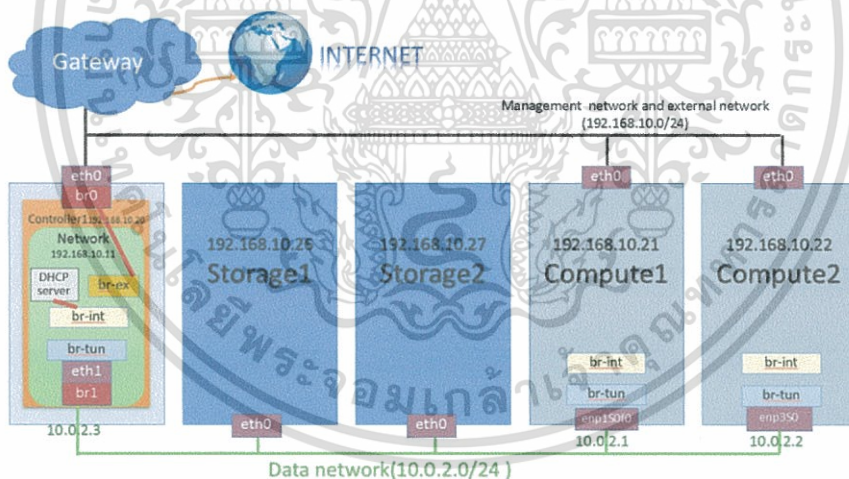 Gateway
INTERNET
Management network and external network
(192.168.10.0/24)
eth0
br0
eth0
eth0
Controller1 192.168.10.20
Network
192.168.10.11
DHCP
server
br-ex
br-int
br-tun
eth1
br1
10.0.2.3
192.168.10.26
Storage1
eth0
192.168.10.27
Storage2
eth0
192.168.10.21
Compute1
br-int
br-tun
enp1S0f0
10.0.2.1
192.168.10.22
Compute2
br-int
br-tun
enp3S0
10.0.2.2
Data network(10.0.2.0/24 )